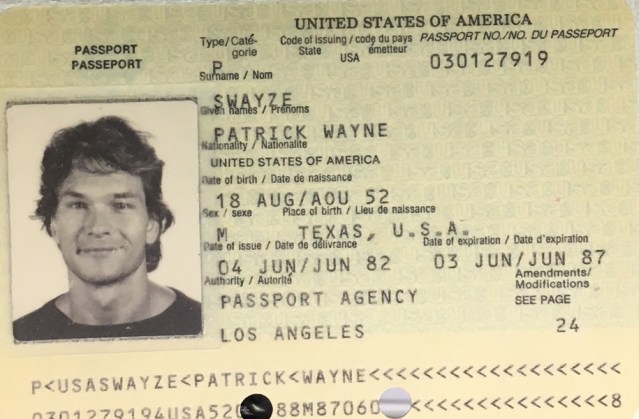 UNITED STATES OF AMERICA
PASSPORT
PASSEPORT
Type/Caté-
gorie
P
Code of issuing / code du pays
State émetteur
USA
PASSPORT NO./NO. DU PASSEPORT
030127919
Surname / Nom
SWAYZE
Given names / Prénoms
PATRICK WAYNE
Nationality / Nationalite
UNITED STATES OF AMERICA
Date of birth / Date de naissance
18 AUG/AOU 52
Sex / sexe Place of birth / Lieu de naissance
M TEXAS, U.S.A.
Date of issue / Date de délivrance Date of expiration / Date d'expiration
04 JUN/JUN 82 03 JUN/JUN 87
Authority / Autorité Amendments/
Modifications
PASSPORT AGENCY SEE PAGE
LOS ANGELES 24
P<USASWAYZE<PATRICK<WAYNE<<<<<<<<<<<<<<<<<<<